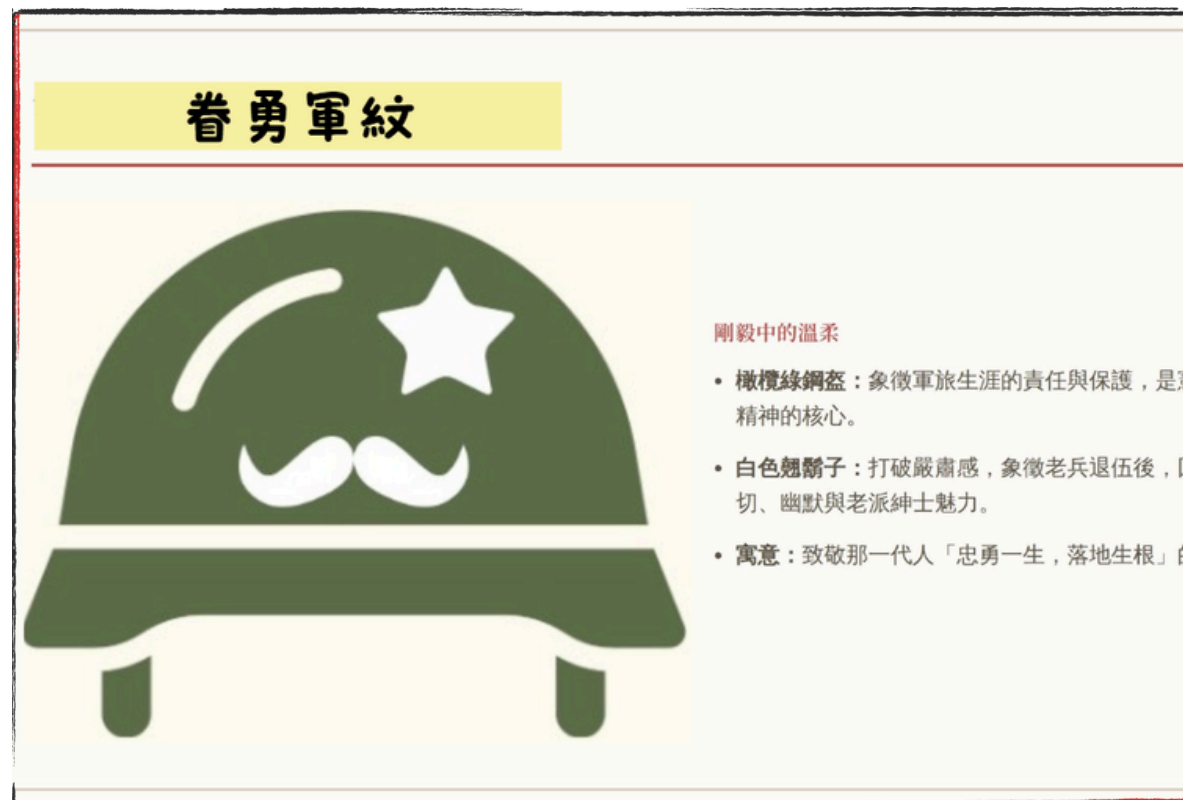 眷勇軍紋
剛毅中的溫柔
• 橄欖綠鋼盔：象徵軍旅生涯的責任與保護，是
精神的核心。
• 白色翹鬍子：打破嚴肅感，象徵老兵退伍後，
切、幽默與老派紳士魅力。
• 寓意：致敬那一代人「忠勇一生，落地生根」